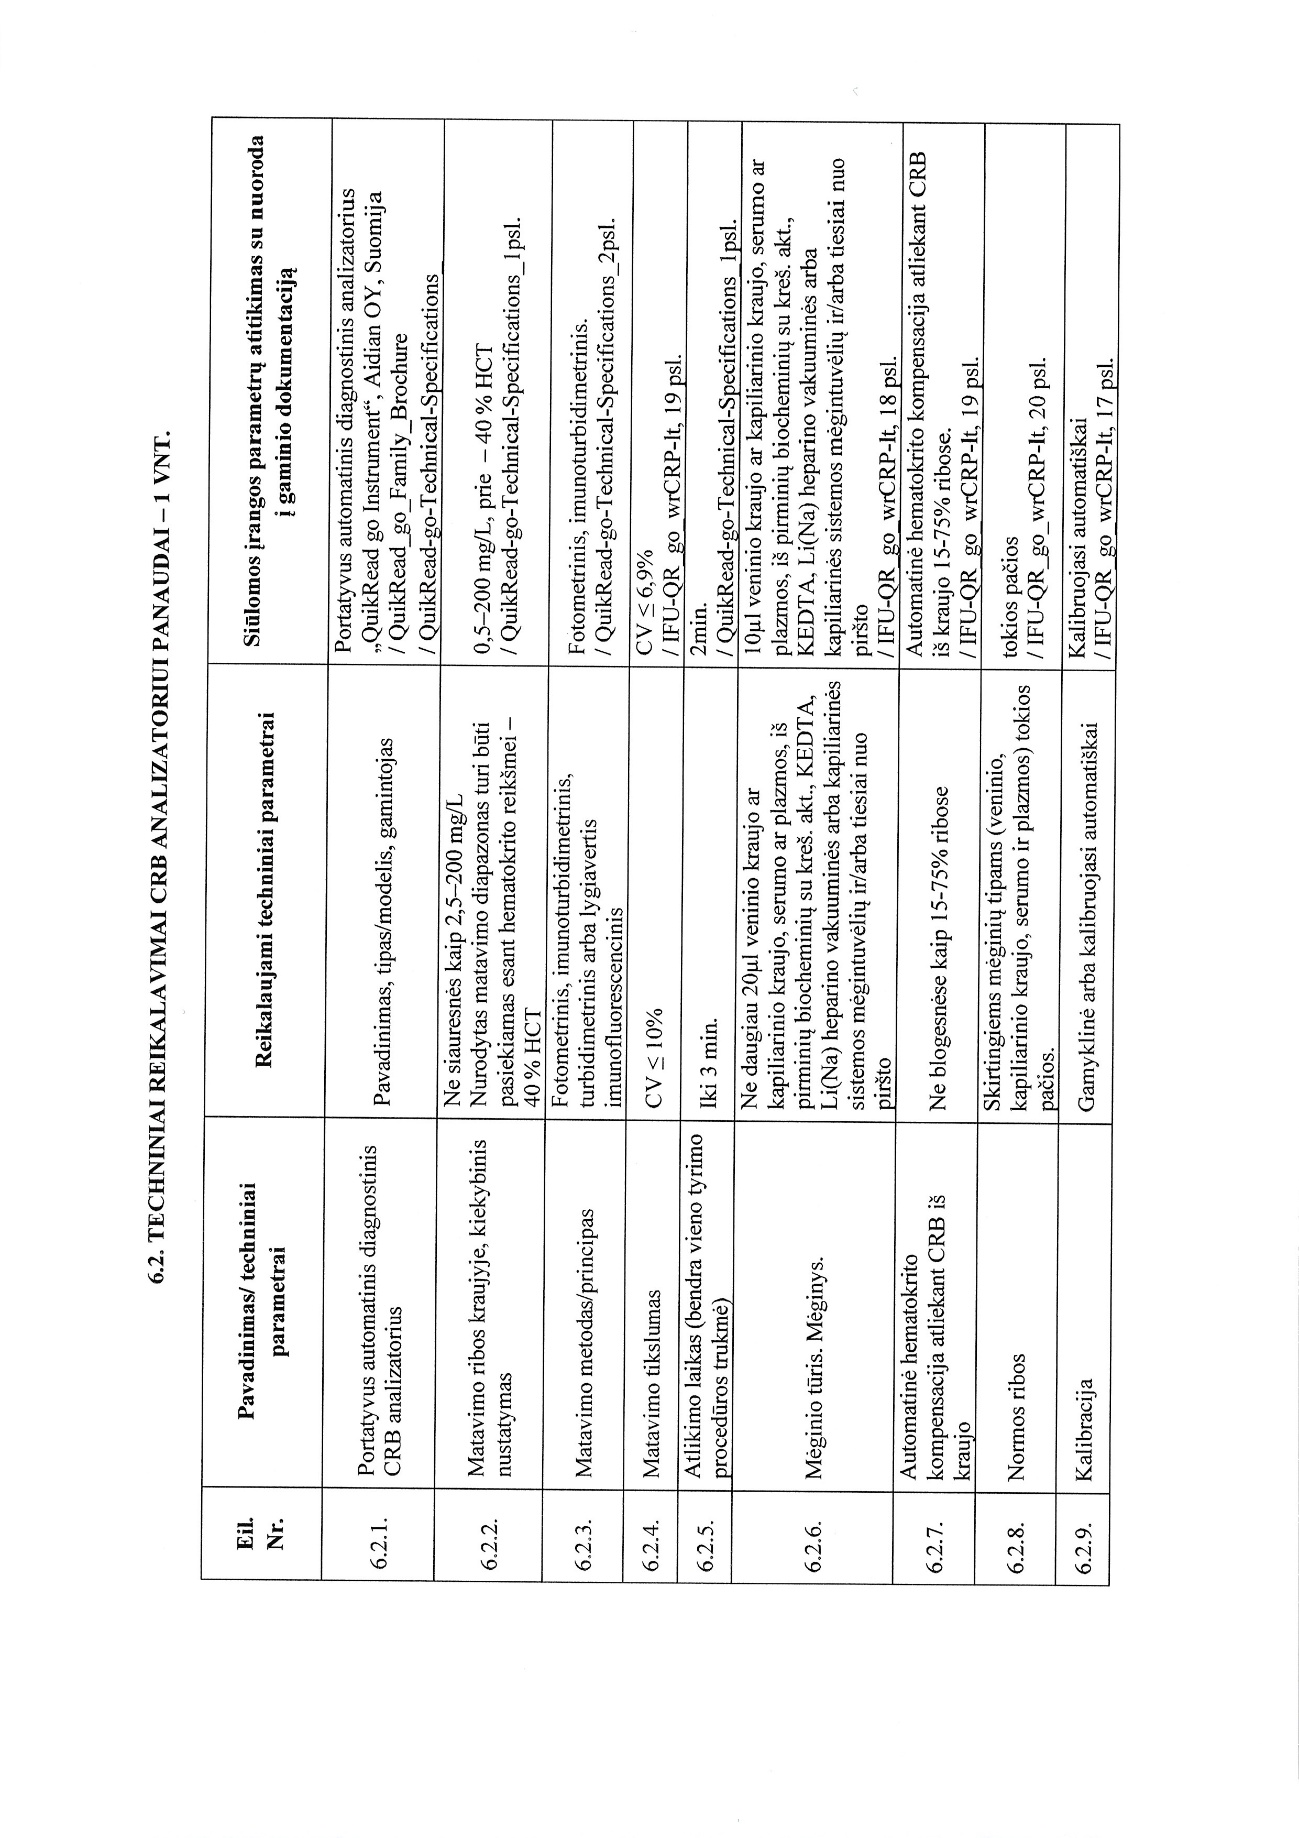 6.2. TECHNINIAI REIKALAVIMAI CRB ANALIZATORIUI PANAUDAI – 1 VNT.
Eil.
Nr.
Pavadinimas/ techniniai
parametrai
Reikalaujami techniniai parametrai
Siūlomos įrangos parametrų atitikimas su nuoroda
į gaminio dokumentaciją
6.2.1.
Portatyvus automatinis diagnostinis
CRB analizatorius
Pavadinimas, tipas/modelis, gamintojas
Portatyvus automatinis diagnostinis analizatorius
„QuikRead go Instrument“, Aidian OY, Suomija
/ QuikRead_go_Family_Brochure
/ QuikRead-go-Technical-Specifications
6.2.2.
Matavimo ribos kraujyje, kiekybinis
nustatymas
Ne siauresnės kaip 2,5–200 mg/L
Nurodytas matavimo diapazonas turi būti
pasiekiamas esant hematokrito reikšmei –
40 % HCT
0,5–200 mg/L, prie – 40 % HCT
/ QuikRead-go-Technical-Specifications_1psl.
6.2.3.
Matavimo metodas/principas
Fotometrinis, imunoturbidimetrinis,
turbidimetrinis arba lygiavertis
imunofluorescencinis
Fotometrinis, imunoturbidimetrinis.
/ QuikRead-go-Technical-Specifications_2psl.
6.2.4.
Matavimo tikslumas
CV ≤ 10%
CV ≤ 6,9%
/ IFU-QR_go_wrCRP-lt, 19 psl.
6.2.5.
Atlikimo laikas (bendra vieno tyrimo
procedūros trukmė)
Iki 3 min.
2min.
/ QuikRead-go-Technical-Specifications_1psl.
6.2.6.
Mėginio tūris. Mėginys.
Ne daugiau 20µl veninio kraujo ar
kapiliarinio kraujo, serumo ar plazmos, iš
pirminių biocheminių su kreš. akt., KEDTA,
Li(Na) heparino vakuuminės arba kapiliarinės
sistemos mėgintuvėlių ir/arba tiesiai nuo
piršto
10µl veninio kraujo ar kapiliarinio kraujo, serumo ar
plazmos, iš pirminių biocheminių su kreš. akt.,
KEDTA, Li(Na) heparino vakuuminės arba
kapiliarinės sistemos mėgintuvėlių ir/arba tiesiai nuo
piršto
/ IFU-QR_go_wrCRP-lt, 18 psl.
6.2.7.
Automatinė hematokrito
kompensacija atliekant CRB iš
kraujo
Ne blogesnėse kaip 15-75% ribose
Automatinė hematokrito kompensacija atliekant CRB
iš kraujo 15-75% ribose.
/ IFU-QR_go_wrCRP-lt, 19 psl.
6.2.8.
Normos ribos
Skirtingiems mėginių tipams (veninio,
kapiliarinio kraujo, serumo ir plazmos) tokios
pačios.
tokios pačios
/ IFU-QR_go_wrCRP-lt, 20 psl.
6.2.9.
Kalibracija
Gamyklinė arba kalibruojasi automatiškai
Kalibruojasi automatiškai
/ IFU-QR_go_wrCRP-lt, 17 psl.